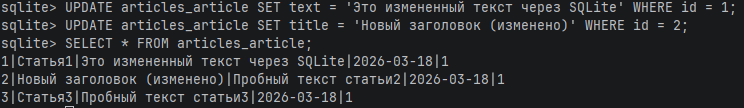 sqlite> UPDATE articles_article SET text = 'Это измененный текст через SQLite' WHERE id = 1;
sqlite> UPDATE articles_article SET title = 'Новый заголовок (изменено)' WHERE id = 2;
sqlite> SELECT * FROM articles_article;
1|Статья1|Это измененный текст через SQLite|2026-03-18|1
2|Новый заголовок (изменено)|Пробный текст статьи2|2026-03-18|1
3|Статья3|Пробный текст статьи3|2026-03-18|1